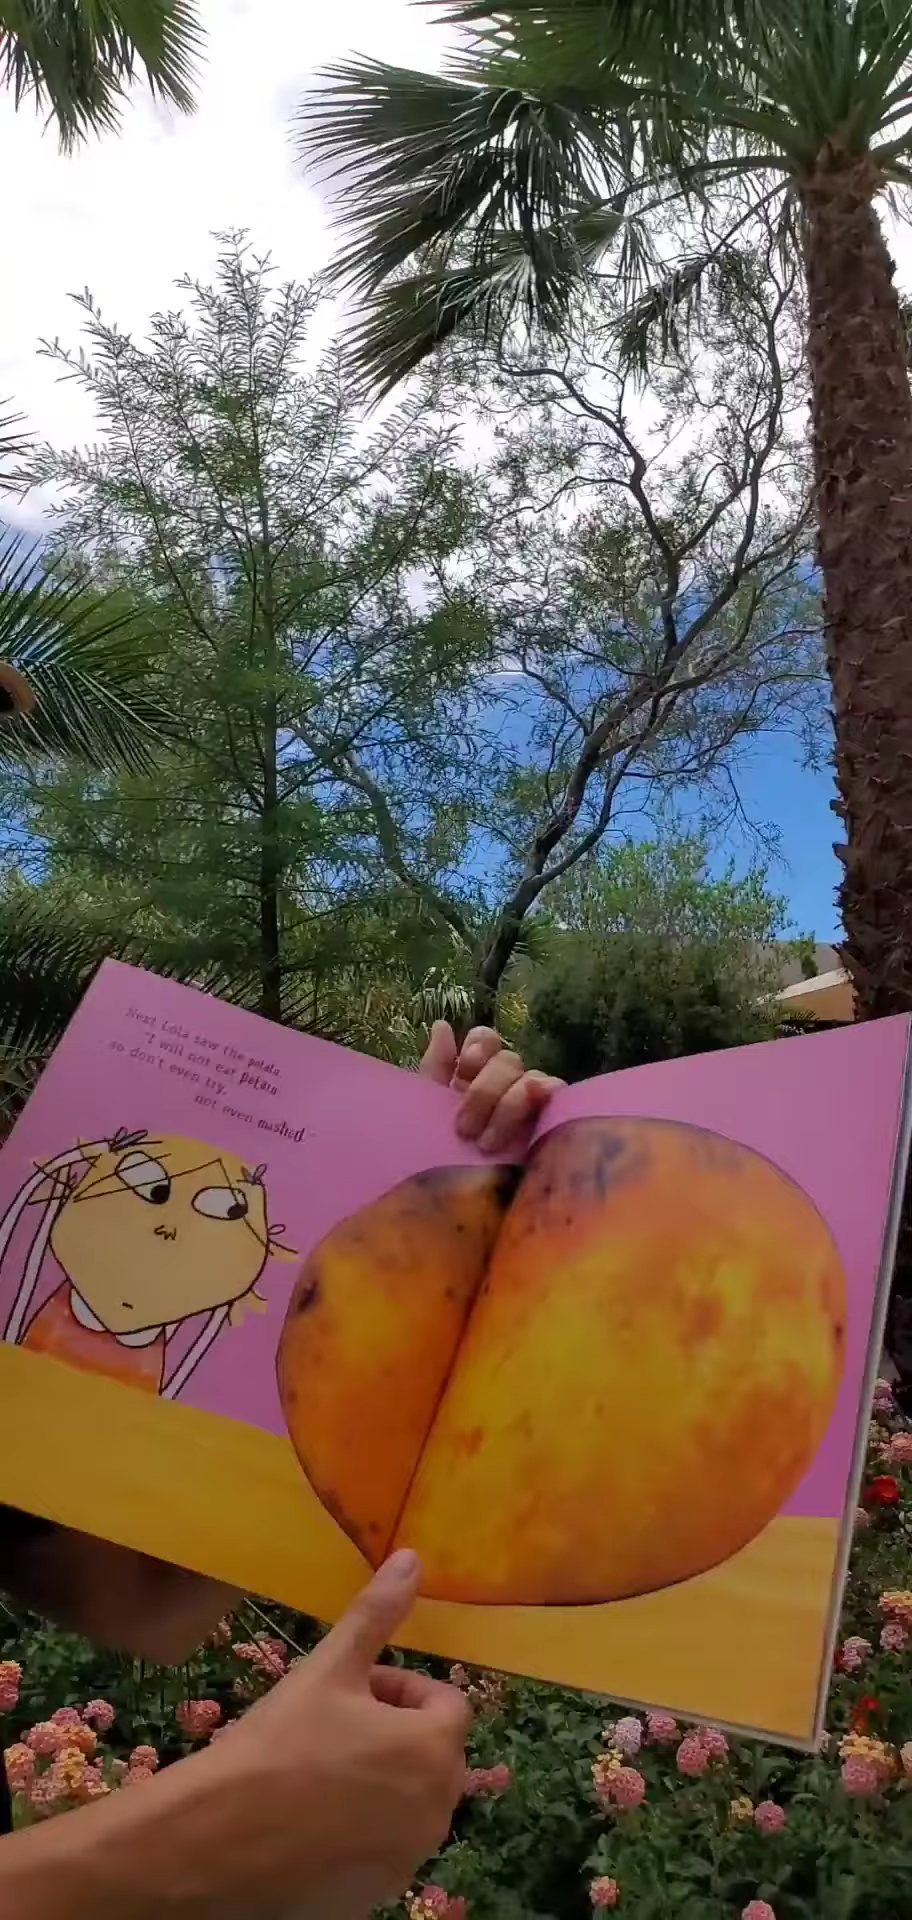 Next Lola saw the potato.
"I will not eat potato
so don't even try,
not even mashed."